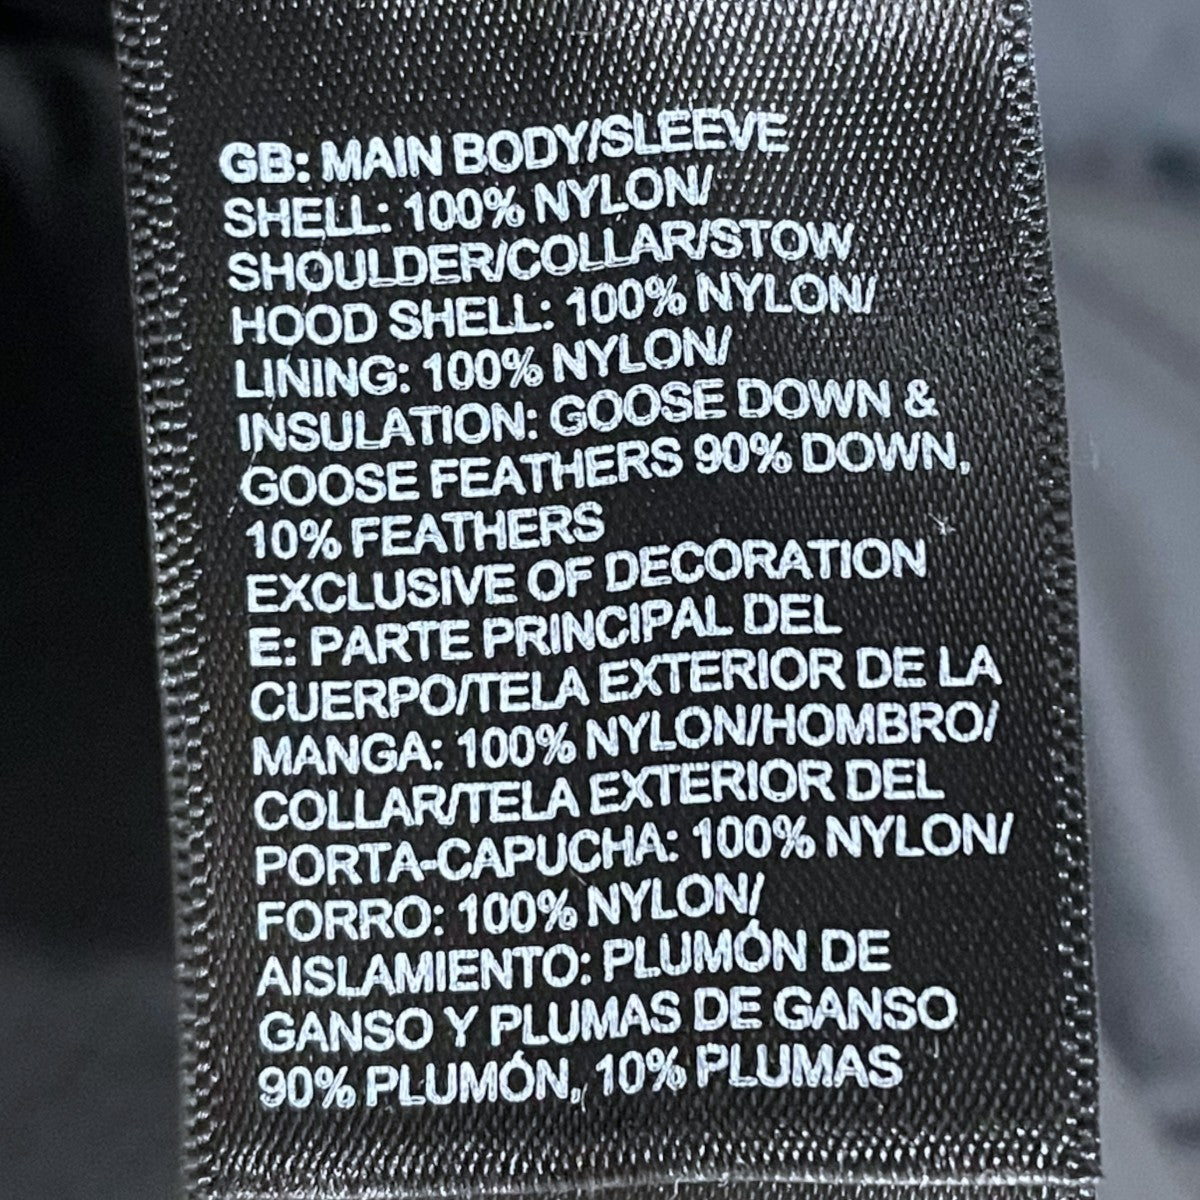 GB: MAIN BODY/SLEEVE
SHELL: 100% NYLON/
SHOULDER/COLLAR/STOW
HOOD SHELL: 100% NYLON/
LINING: 100% NYLON/
INSULATION: GOOSE DOWN &
GOOSE FEATHERS 90% DOWN,
10% FEATHERS
EXCLUSIVE OF DECORATION
E: PARTE PRINCIPAL DEL
CUERPO/TELA EXTERIOR DE LA
MANGA: 100% NYLON/HOMBRO/
COLLAR/TELA EXTERIOR DEL
PORTA-CAPUCHA: 100% NYLON/
FORRO: 100% NYLON/
AISLAMIENTO: PLUMÓN DE
GANSO Y PLUMAS DE GANSO
90% PLUMÓN, 10% PLUMAS